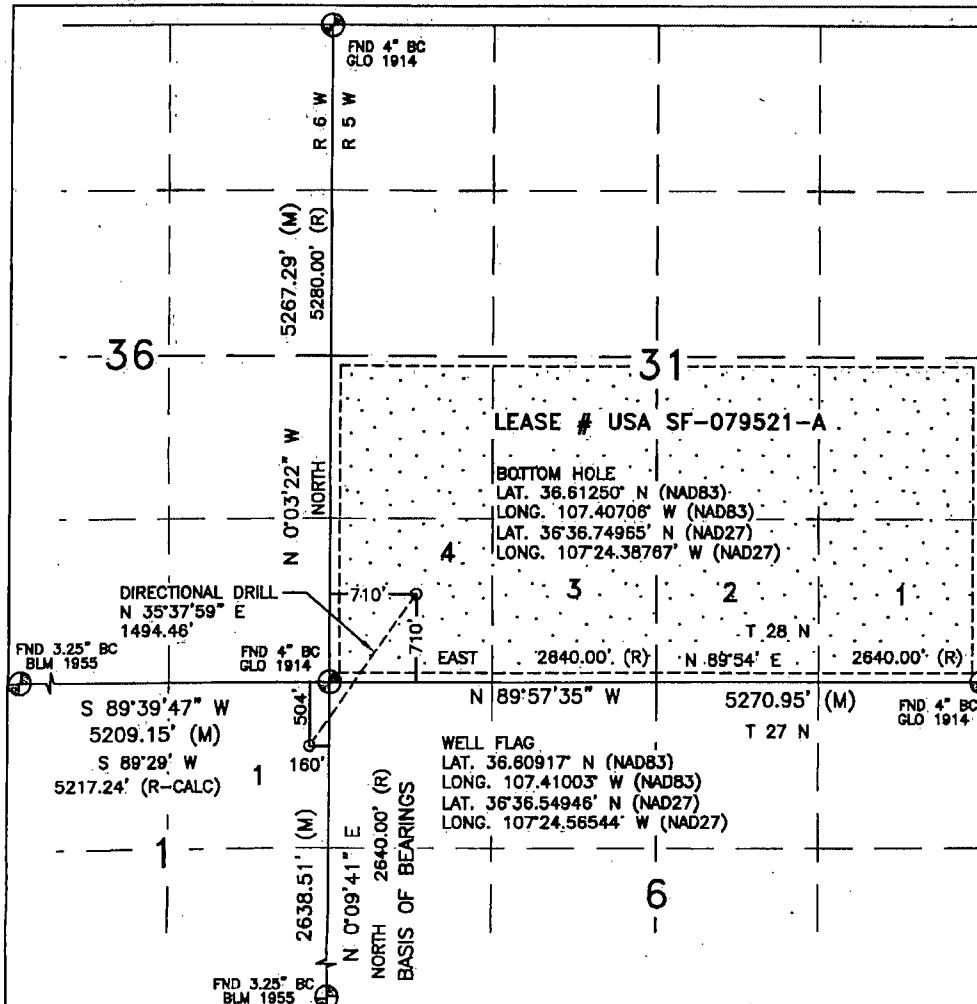 FND 4" BC
GLO 1914
R 6 W
R 5 W
5267.29' (M)
5280.00' (R)
36
31
LEASE # USA SF-079521-A
N 0°03'22" W
NORTH
BOTTOM HOLE
LAT. 36.61250° N (NAD83)
LONG. 107.40706° W (NAD83)
LAT. 36°36.74965' N (NAD27)
LONG. 107°24.38767' W (NAD27)
4
3
2
1
DIRECTIONAL DRILL
N 35°37'59" E
1494.46'
710'
710'
T 28 N
FND 3.25" BC
BLM 1955
FND 4" BC
GLO 1914
EAST
2640.00' (R)
N 89°54' E
2640.00' (R)
S 89°39'47" W
5209.15' (M)
S 89°29' W
5217.24' (R-CALC)
504'
160'
N 89°57'35" W
5270.95' (M)
T 27 N
FND 4" BC
GLO 1914
WELL FLAG
LAT. 36.60917° N (NAD83)
LONG. 107.41003° W (NAD83)
LAT. 36°36.54946' N (NAD27)
LONG. 107°24.56544' W (NAD27)
1
1
6
2638.51' (M)
N 0°09'41" E
NORTH 2640.00' (R)
BASIS OF BEARINGS
FND 3.25" BC
BLM 1955